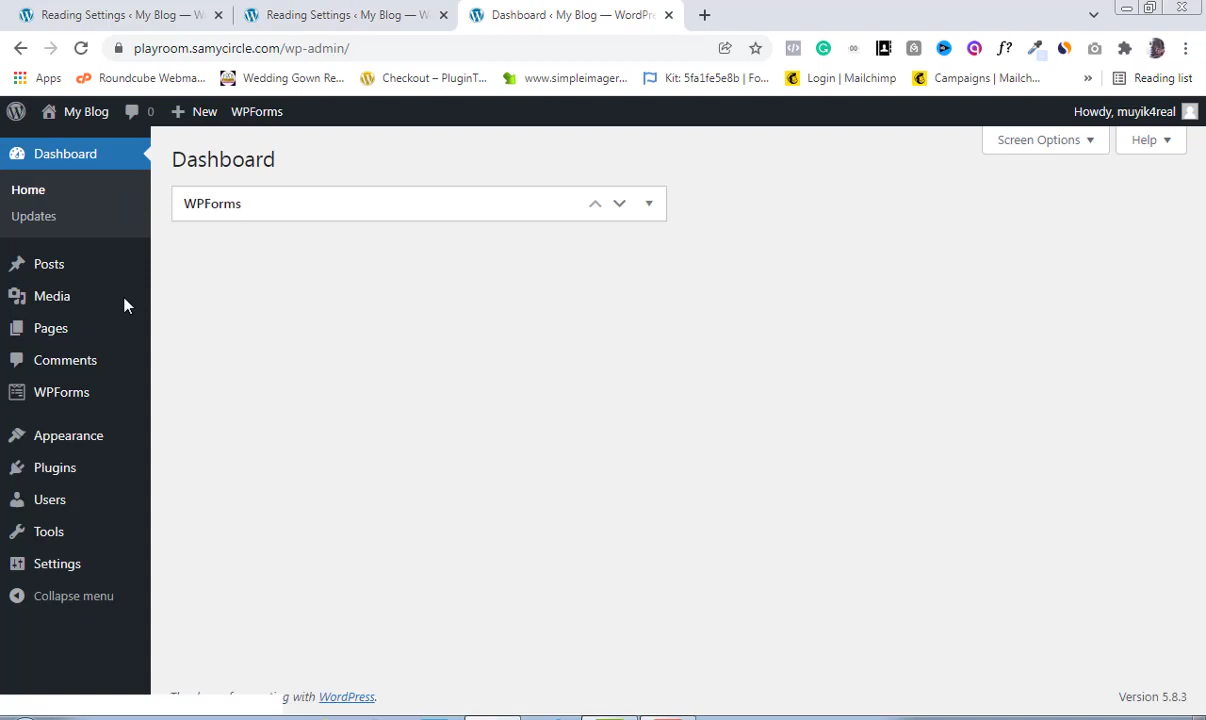 Reading Settings ‹ My Blog — W
Reading Settings ‹ My Blog — W
Dashboard ‹ My Blog — WordPre
playroom.samycircle.com/wp-admin/
f?
Apps
cP Roundcube Webma...
Wedding Gown Re...
Checkout – PluginT...
www.simpleimager...
Kit: 5fa1fe5e8b | Fo...
Login | Mailchimp
Campaigns | Mailch...
»
Reading list
My Blog
0
New
WPForms
Howdy, muyik4real
Dashboard
Home
Updates
Posts
Media
Pages
Comments
WPForms
Appearance
Plugins
Users
Tools
Settings
Collapse menu
Dashboard
Screen Options
Help
WPForms
g with WordPress.
Version 5.8.3